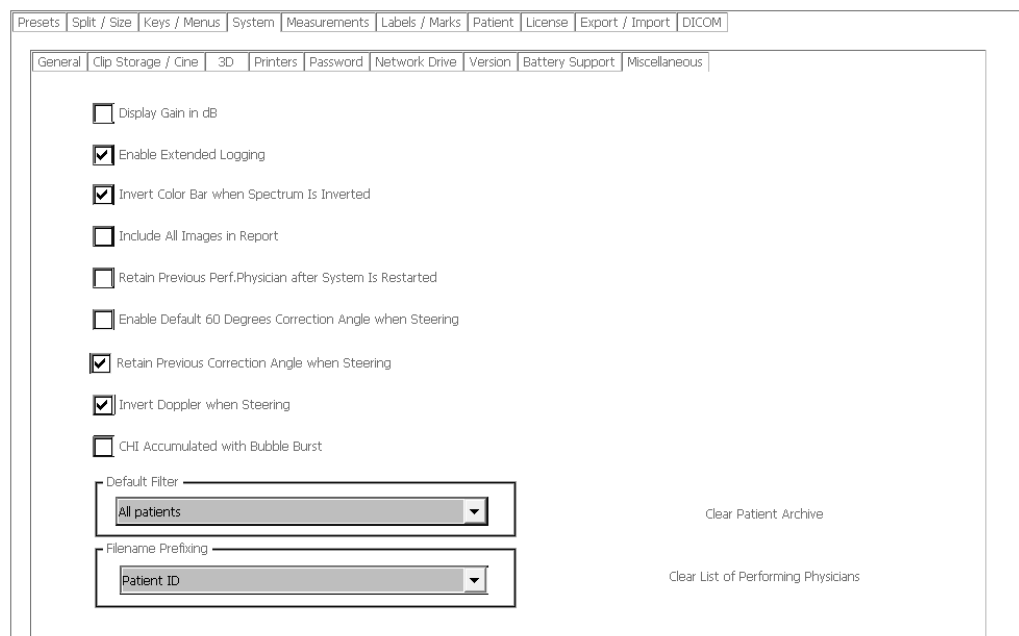 Presets Split / Size Keys / Menus System Measurements Labels / Marks Patient License Export / Import DICOM
General Clip Storage / Cine 3D Printers Password Network Drive Version Battery Support Miscellaneous
Display Gain in dB
Enable Extended Logging
Invert Color Bar when Spectrum Is Inverted
Include All Images in Report
Retain Previous Perf.Physician after System Is Restarted
Enable Default 60 Degrees Correction Angle when Steering
Retain Previous Correction Angle when Steering
Invert Doppler when Steering
CHI Accumulated with Bubble Burst
Default Filter
All patients
Clear Patient Archive
Filename Prefixing
Patient ID
Clear List of Performing Physicians